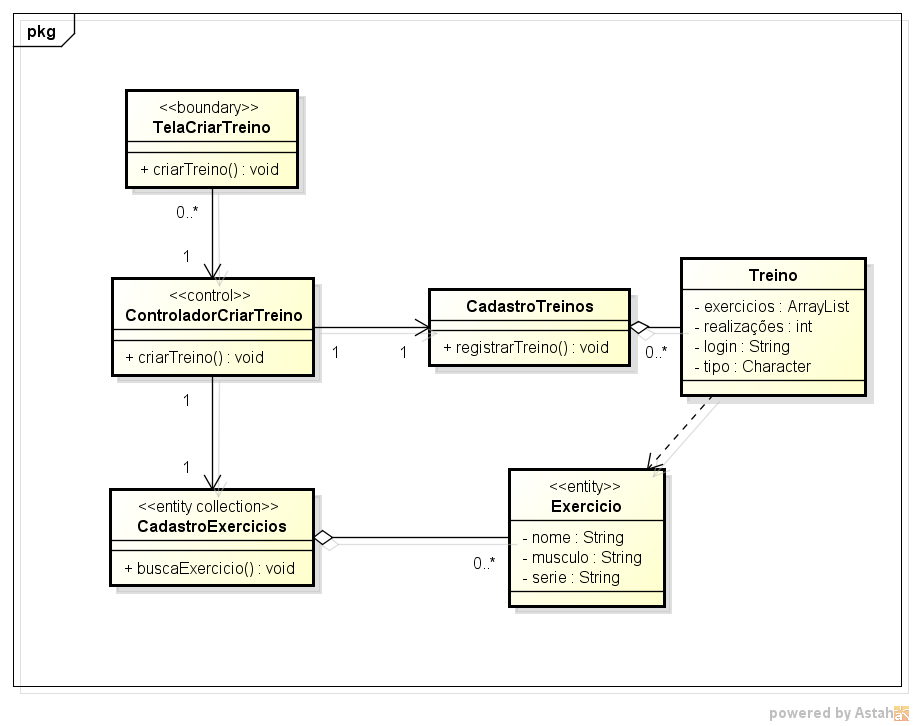 pkg
<<boundary>>
TelaCriarTreino
+ criarTreino() : void
0..*
1
<<control>>
ControladorCriarTreino
+ criarTreino() : void
1
1
CadastroTreinos
+ registrarTreino() : void
0..*
Treino
- exercicios : ArrayList
- realizações : int
- login : String
- tipo : Character
1
1
<<entity collection>>
CadastroExercicios
+ buscaExercicio() : void
0..*
<<entity>>
Exercicio
- nome : String
- musculo : String
- serie : String
powered by Astah